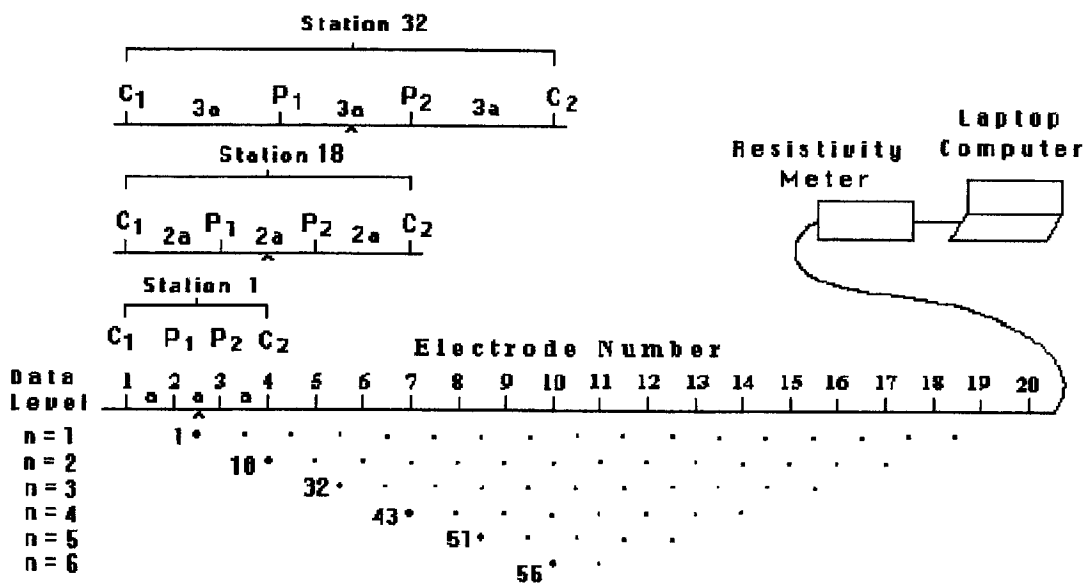 Station 32
C1 3a P1 3a P2 3a C2
Station 18
Laptop
Computer
Resistivity
Meter
C1 2a P1 2a P2 2a C2
Station 1
C1 P1 P2 C2
Electrode Number
Data
Level
1 2 3 4 5 6 7 8 9 10 11 12 13 14 15 16 17 18 19 20
a a a
n = 1 1
n = 2 18
n = 3 32
n = 4 43
n = 5 51
n = 6 56